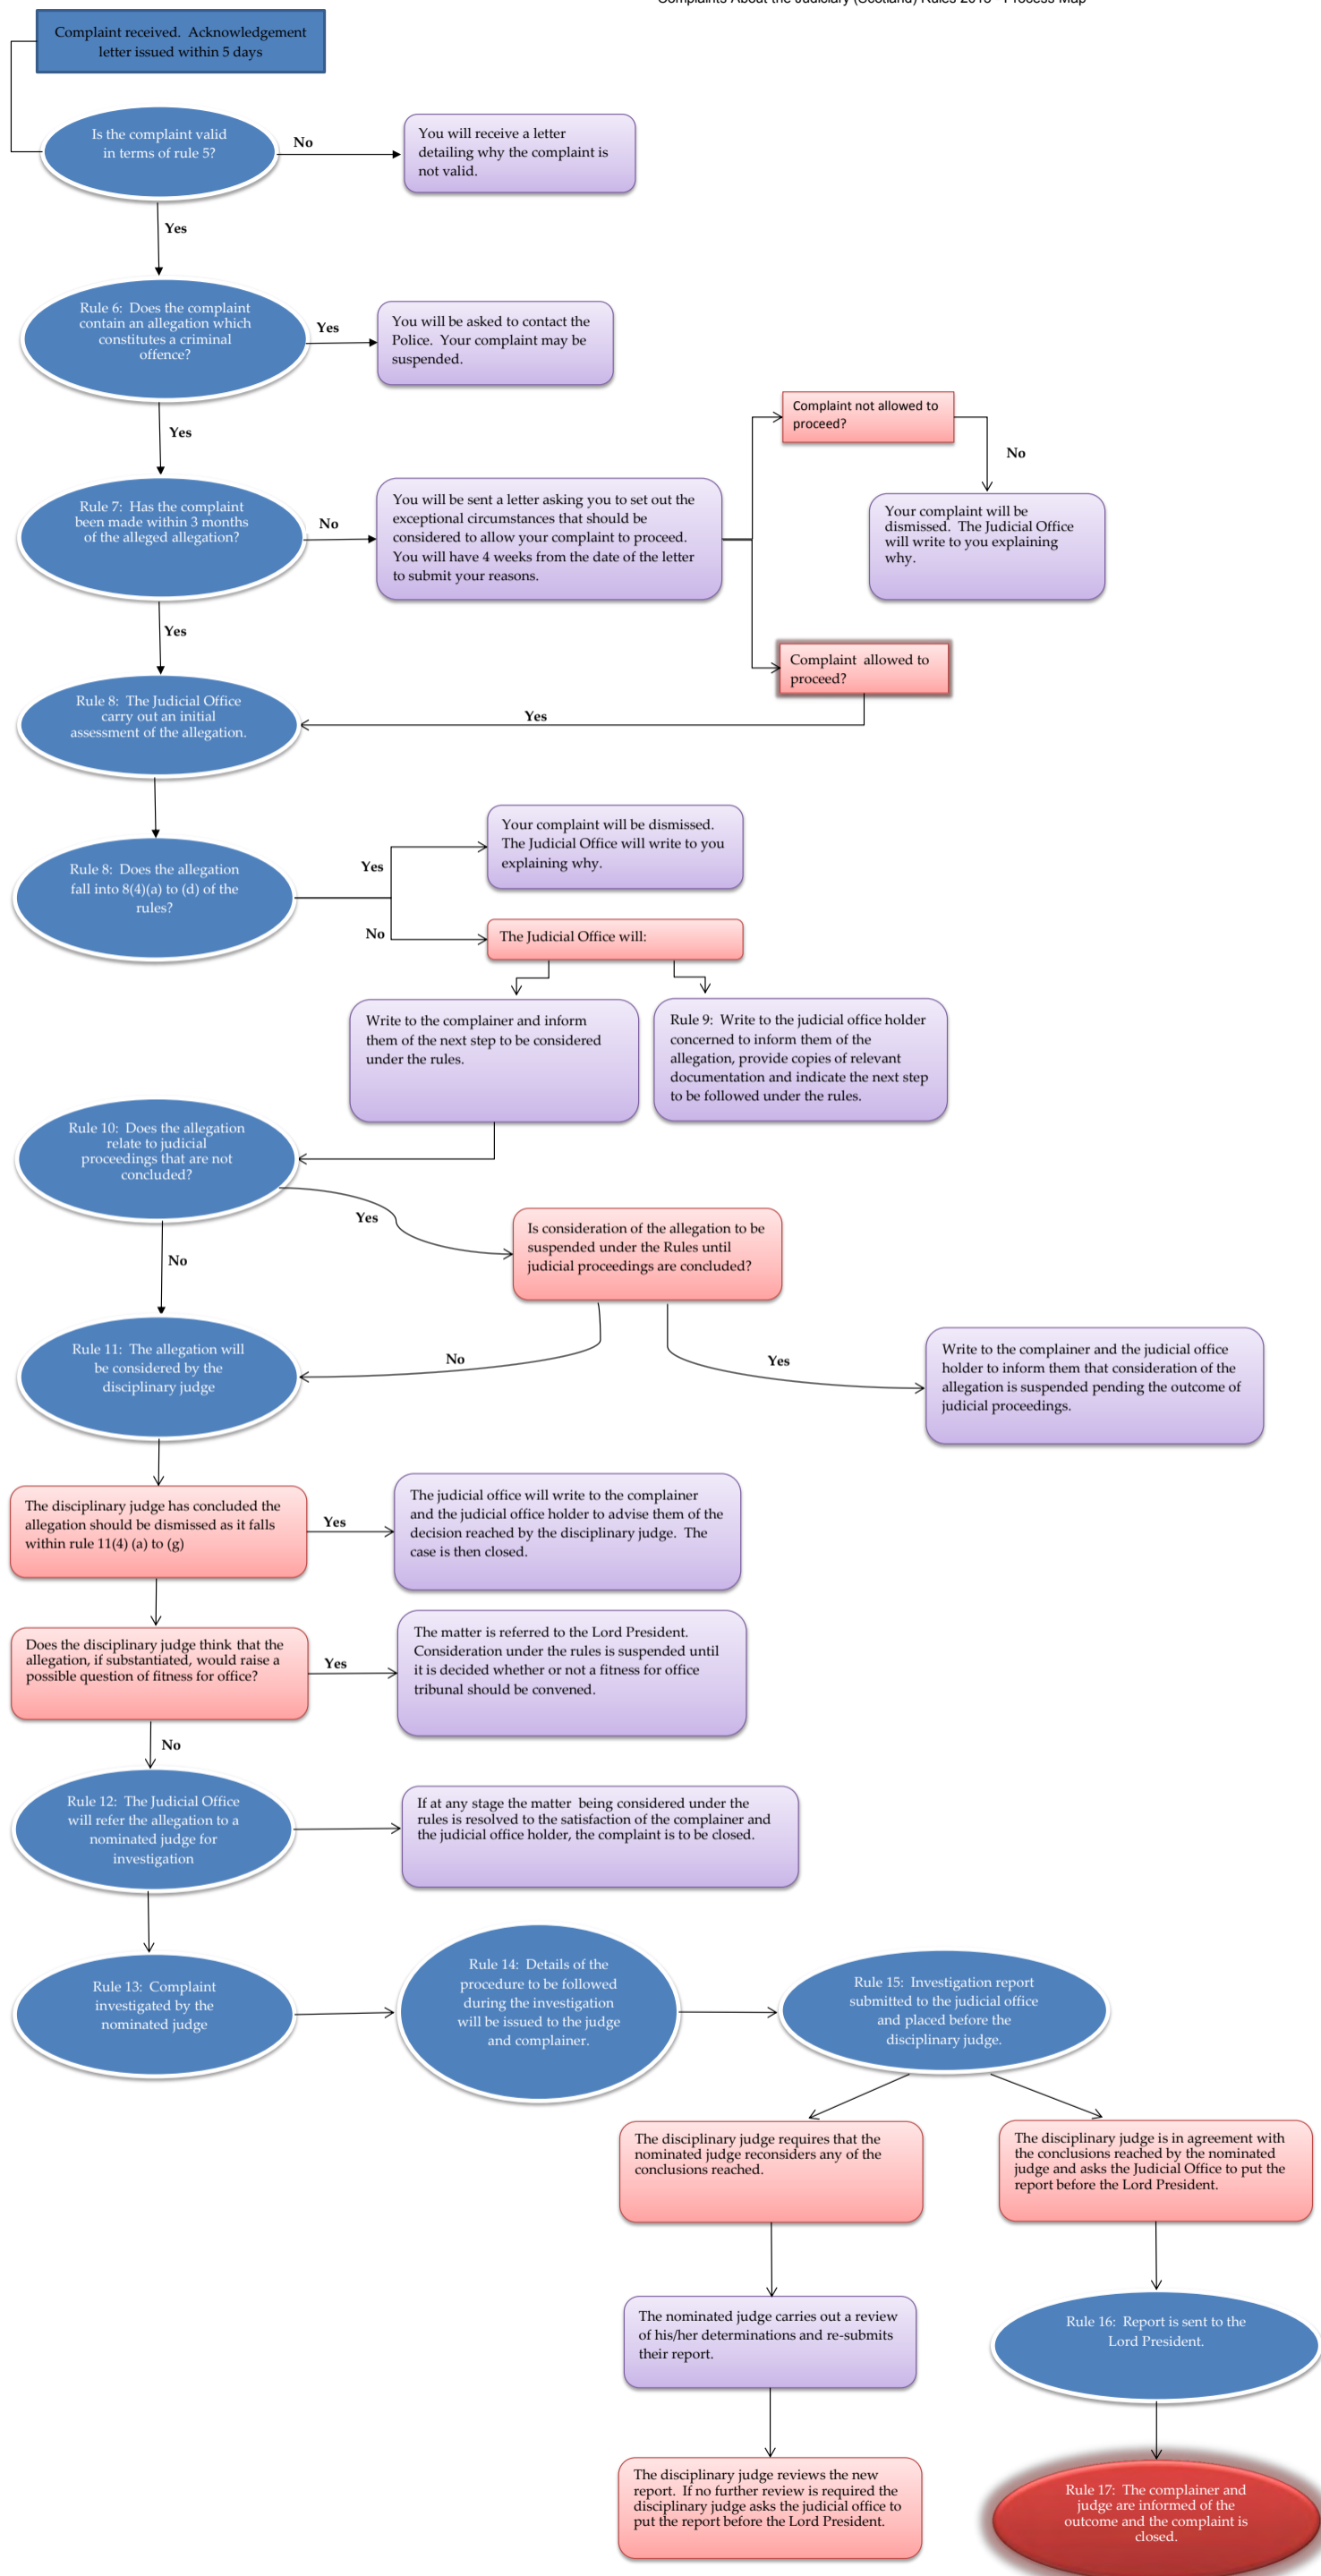 Complaint received.  Acknowledgement
letter issued within 5 days
Is the complaint valid
in terms of rule 5?
No
You will receive a letter
detailing why the complaint is
not valid.
Yes
Rule 6:  Does the complaint
contain an allegation which
constitutes a criminal
offence?
Yes
You will be asked to contact the
Police.  Your complaint may be
suspended.
Yes
Complaint not allowed to
proceed?
No
Rule 7:  Has the complaint
been made within 3 months
of the alleged allegation?
No
You will be sent a letter asking you to set out the
exceptional circumstances that should be
considered to allow your complaint to proceed.
You will have 4 weeks from the date of the letter
to submit your reasons.
Your complaint will be
dismissed.  The Judicial Office
will write to you explaining
why.
Yes
Complaint  allowed to
proceed?
Yes
Rule 8:  The Judicial Office
carry out an initial
assessment of the allegation.
Rule 8:  Does the allegation
fall into 8(4)(a) to (d) of the
rules?
Yes
Your complaint will be dismissed.
The Judicial Office will write to you
explaining why.
No
The Judicial Office will:
Write to the complainer and inform
them of the next step to be considered
under the rules.
Rule 9:  Write to the judicial office holder
concerned to inform them of the
allegation, provide copies of relevant
documentation and indicate the next step
to be followed under the rules.
Rule 10:  Does the allegation
relate to judicial
proceedings that are not
concluded?
Yes
Is consideration of the allegation to be
suspended under the Rules until
judicial proceedings are concluded?
No
Rule 11:  The allegation will
be considered by the
disciplinary judge
No
Yes
Write to the complainer and the judicial office
holder to inform them that consideration of the
allegation is suspended pending the outcome of
judicial proceedings.
The disciplinary judge has concluded the
allegation should be dismissed as it falls
within rule 11(4) (a) to (g)
Yes
The judicial office will write to the complainer
and the judicial office holder to advise them of the
decision reached by the disciplinary judge.  The
case is then closed.
Does the disciplinary judge think that the
allegation, if substantiated, would raise a
possible question of fitness for office?
Yes
The matter is referred to the Lord President.
Consideration under the rules is suspended until
it is decided whether or not a fitness for office
tribunal should be convened.
No
Rule 12:  The Judicial Office
will refer the allegation to a
nominated judge for
investigation
If at any stage the matter  being considered under the
rules is resolved to the satisfaction of the complainer and
the judicial office holder, the complaint is to be closed.
Rule 13:  Complaint
investigated by the
nominated judge
Rule 14:  Details of the
procedure to be followed
during the investigation
will be issued to the judge
and complainer.
Rule 15:  Investigation report
submitted to the judicial office
and placed before the
disciplinary judge.
The disciplinary judge requires that the
nominated judge reconsiders any of the
conclusions reached.
The disciplinary judge is in agreement with
the conclusions reached by the nominated
judge and asks the Judicial Office to put the
report before the Lord President.
The nominated judge carries out a review
of his/her determinations and re-submits
their report.
Rule 16:  Report is sent to the
Lord President.
The disciplinary judge reviews the new
report.  If no further review is required the
disciplinary judge asks the judicial office to
put the report before the Lord President.
Rule 17:  The complainer and
judge are informed of the
outcome and the complaint is
closed.